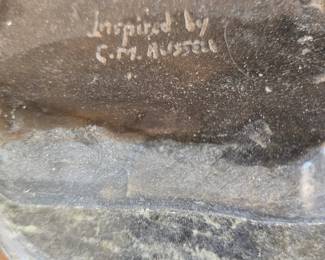 Inspired by
C.M. Russell